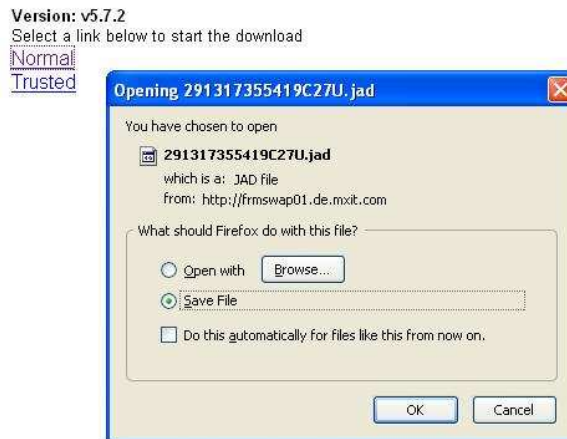 Version: v5.7.2
Select a link below to start the download
Normal
Trusted
Opening 291317355419C27U.jad
You have chosen to open
291317355419C27U.jad
which is a: JAD file
from: http://frmswap01.de.mxit.com
What should Firefox do with this file?
Open with Browse...
Save File
Do this automatically for files like this from now on.
OK Cancel